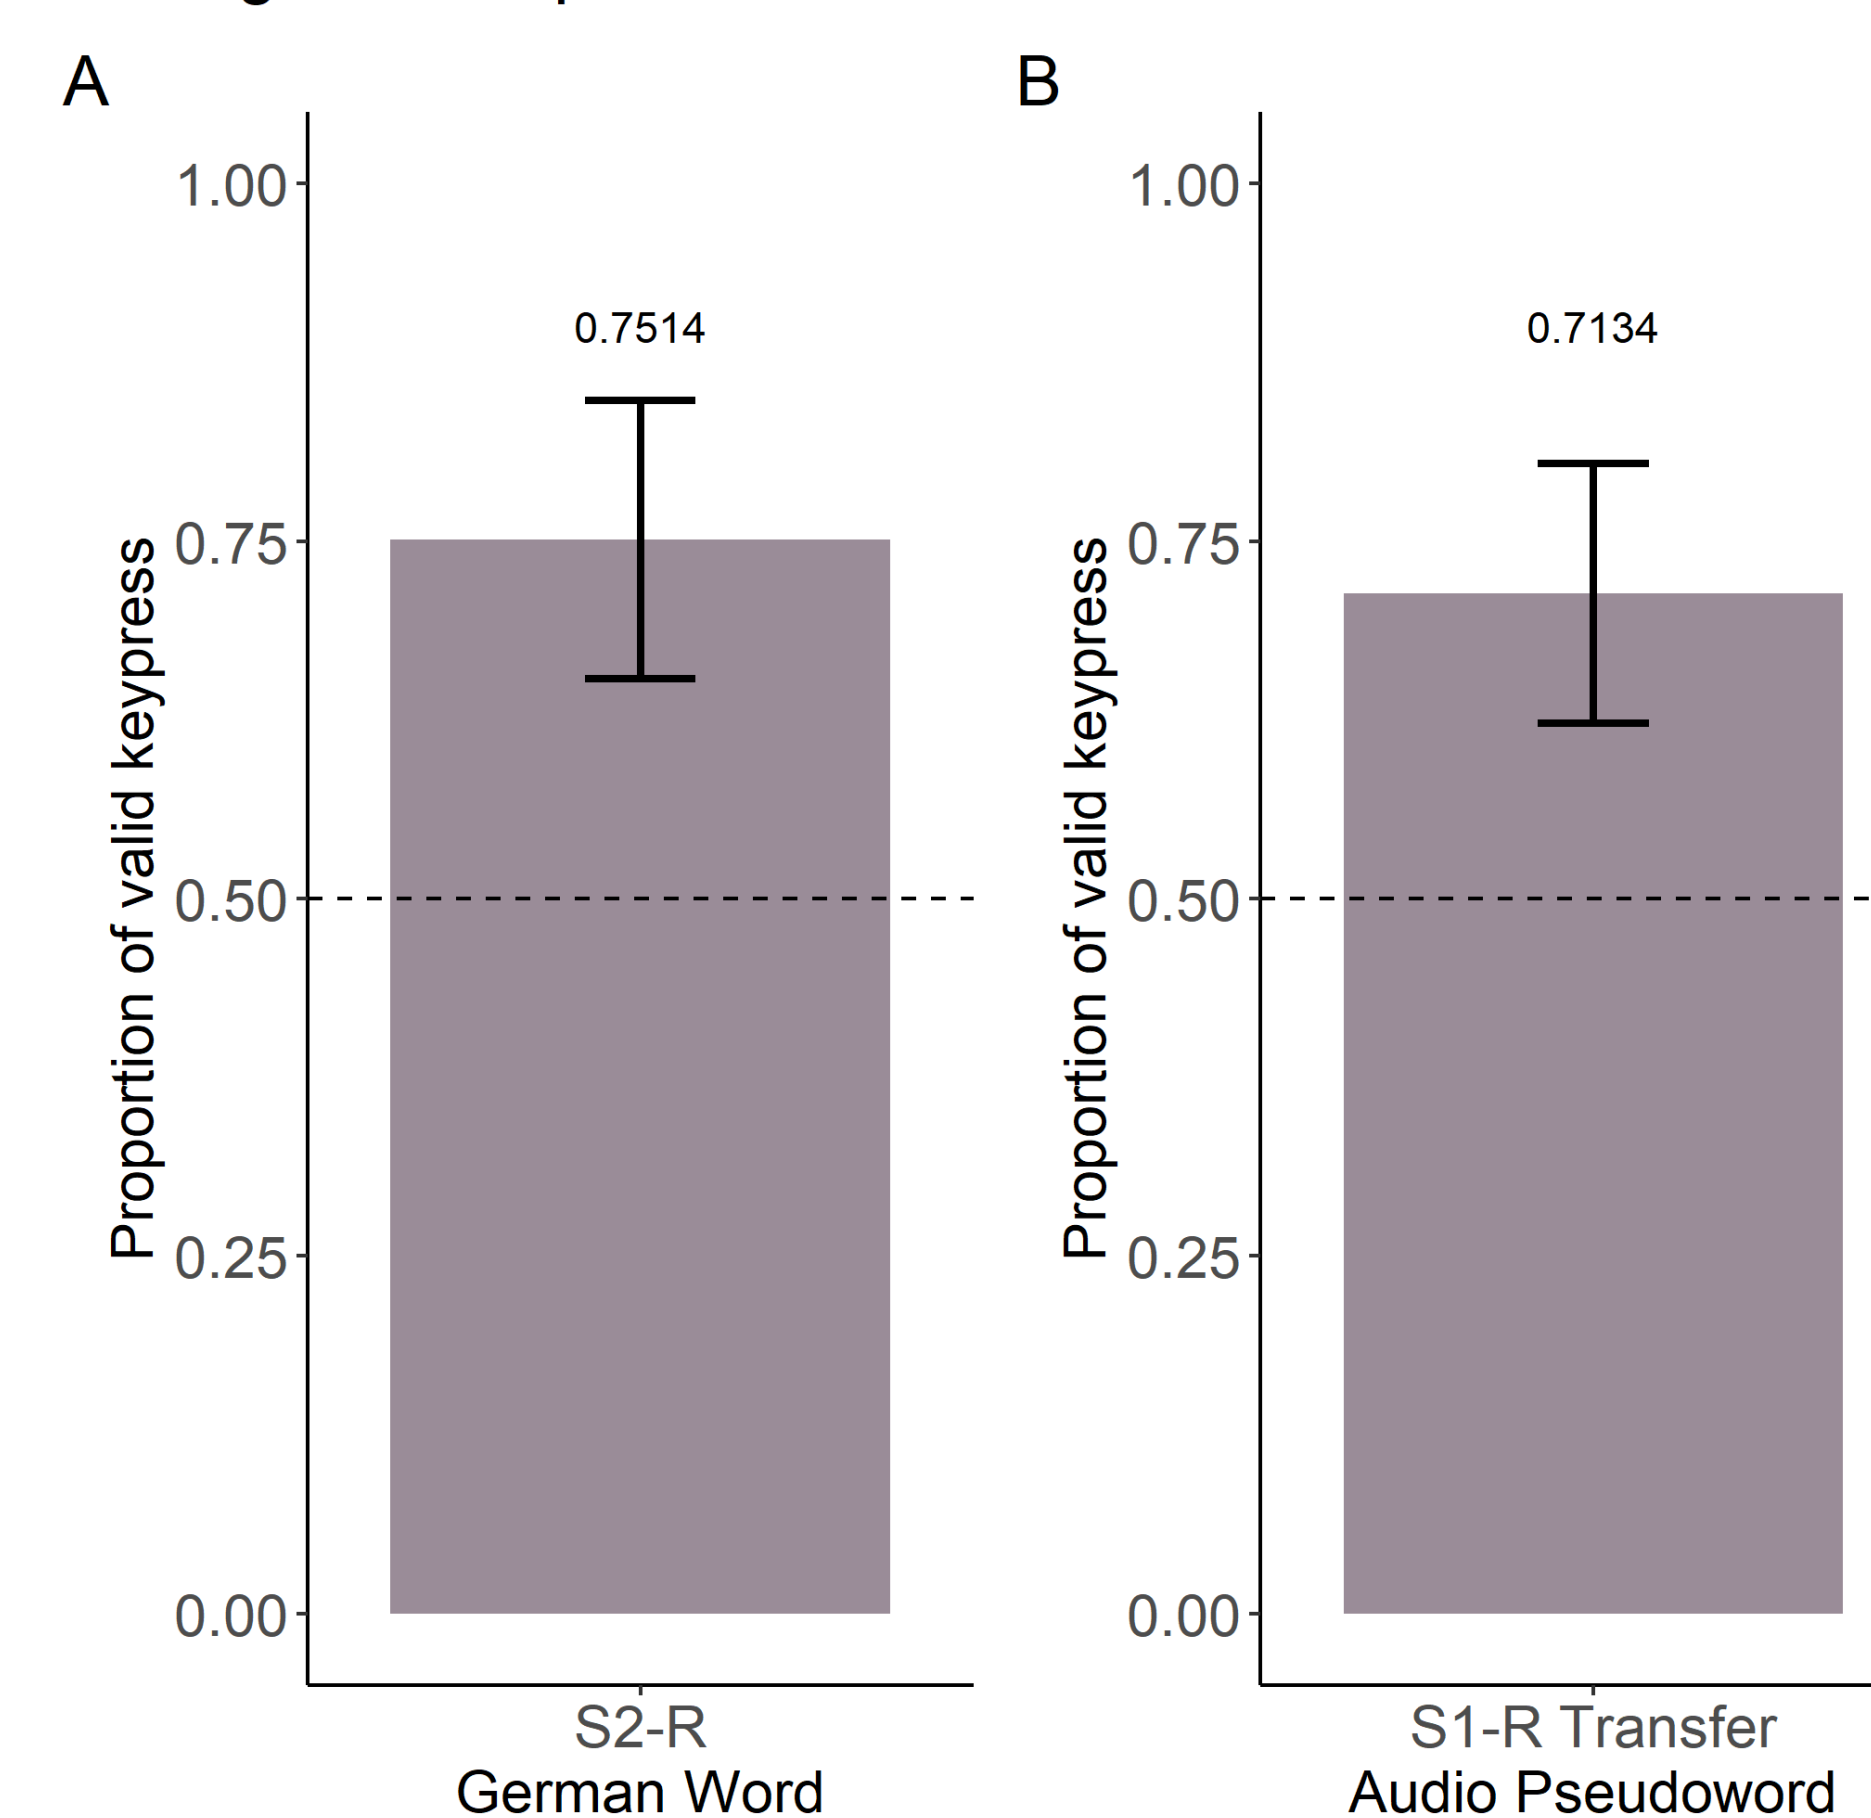 A
1.00
0.75
0.50
0.25
0.00
Proportion of valid keypress
0.7514
S2-R
German Word
B
1.00
0.75
0.50
0.25
0.00
Proportion of valid keypress
0.7134
S1-R Transfer
Audio Pseudoword